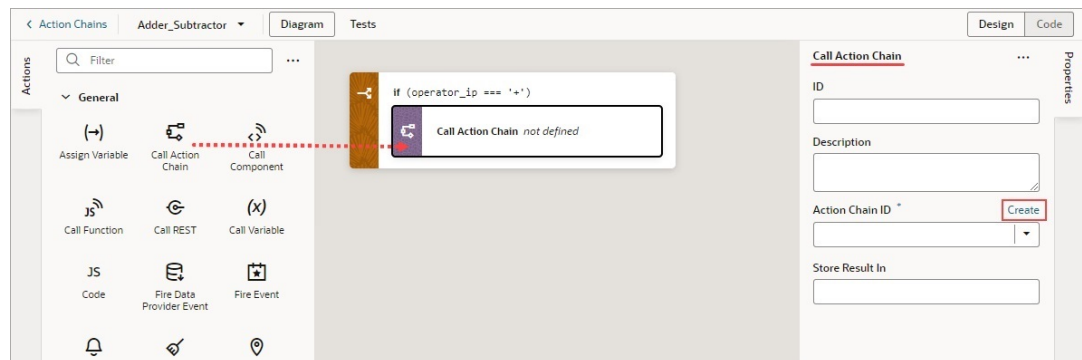 Action Chains
Adder_Subtractor
Diagram
Tests
Design
Code
Actions
Filter
General
(→)
Assign Variable
Call Action
Chain
Call
Component
JS
Call Function
Call REST
(x)
Call Variable
JS
Code
Fire Data
Provider Event
Fire Event
if (operator_ip === '+')
Call Action Chain not defined
Call Action Chain
Properties
ID
Description
Action Chain ID *
Create
Store Result In